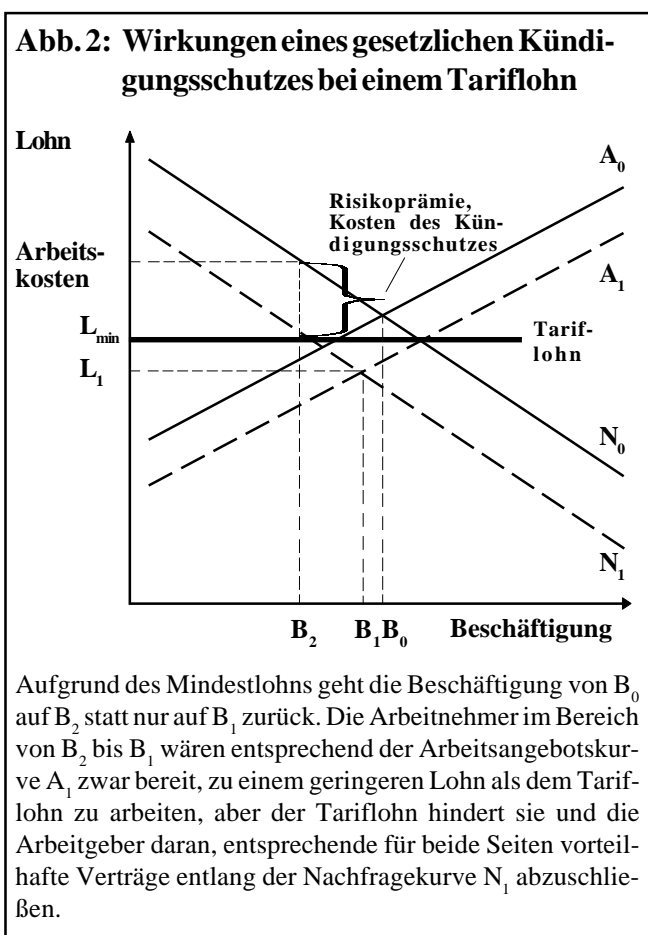 Abb.2: Wirkungen eines gesetzlichen Kündi-
gungsschutzes bei einem Tariflohn
Lohn
A₀
Risikoprämie,
Kosten des Kün-
digungsschutzes
Arbeits-
kosten
A₁
L_min
Tarif-
lohn
L₁
N₀
N₁
B₂ B₁B₀ Beschäftigung
Aufgrund des Mindestlohns geht die Beschäftigung von B₀
auf B₂ statt nur auf B₁ zurück. Die Arbeitnehmer im Bereich
von B₂ bis B₁ wären entsprechend der Arbeitsangebotskur-
ve A₁ zwar bereit, zu einem geringeren Lohn als dem Tarif-
lohn zu arbeiten, aber der Tariflohn hindert sie und die
Arbeitgeber daran, entsprechende für beide Seiten vorteil-
hafte Verträge entlang der Nachfragekurve N₁ abzuschlie-
ßen.